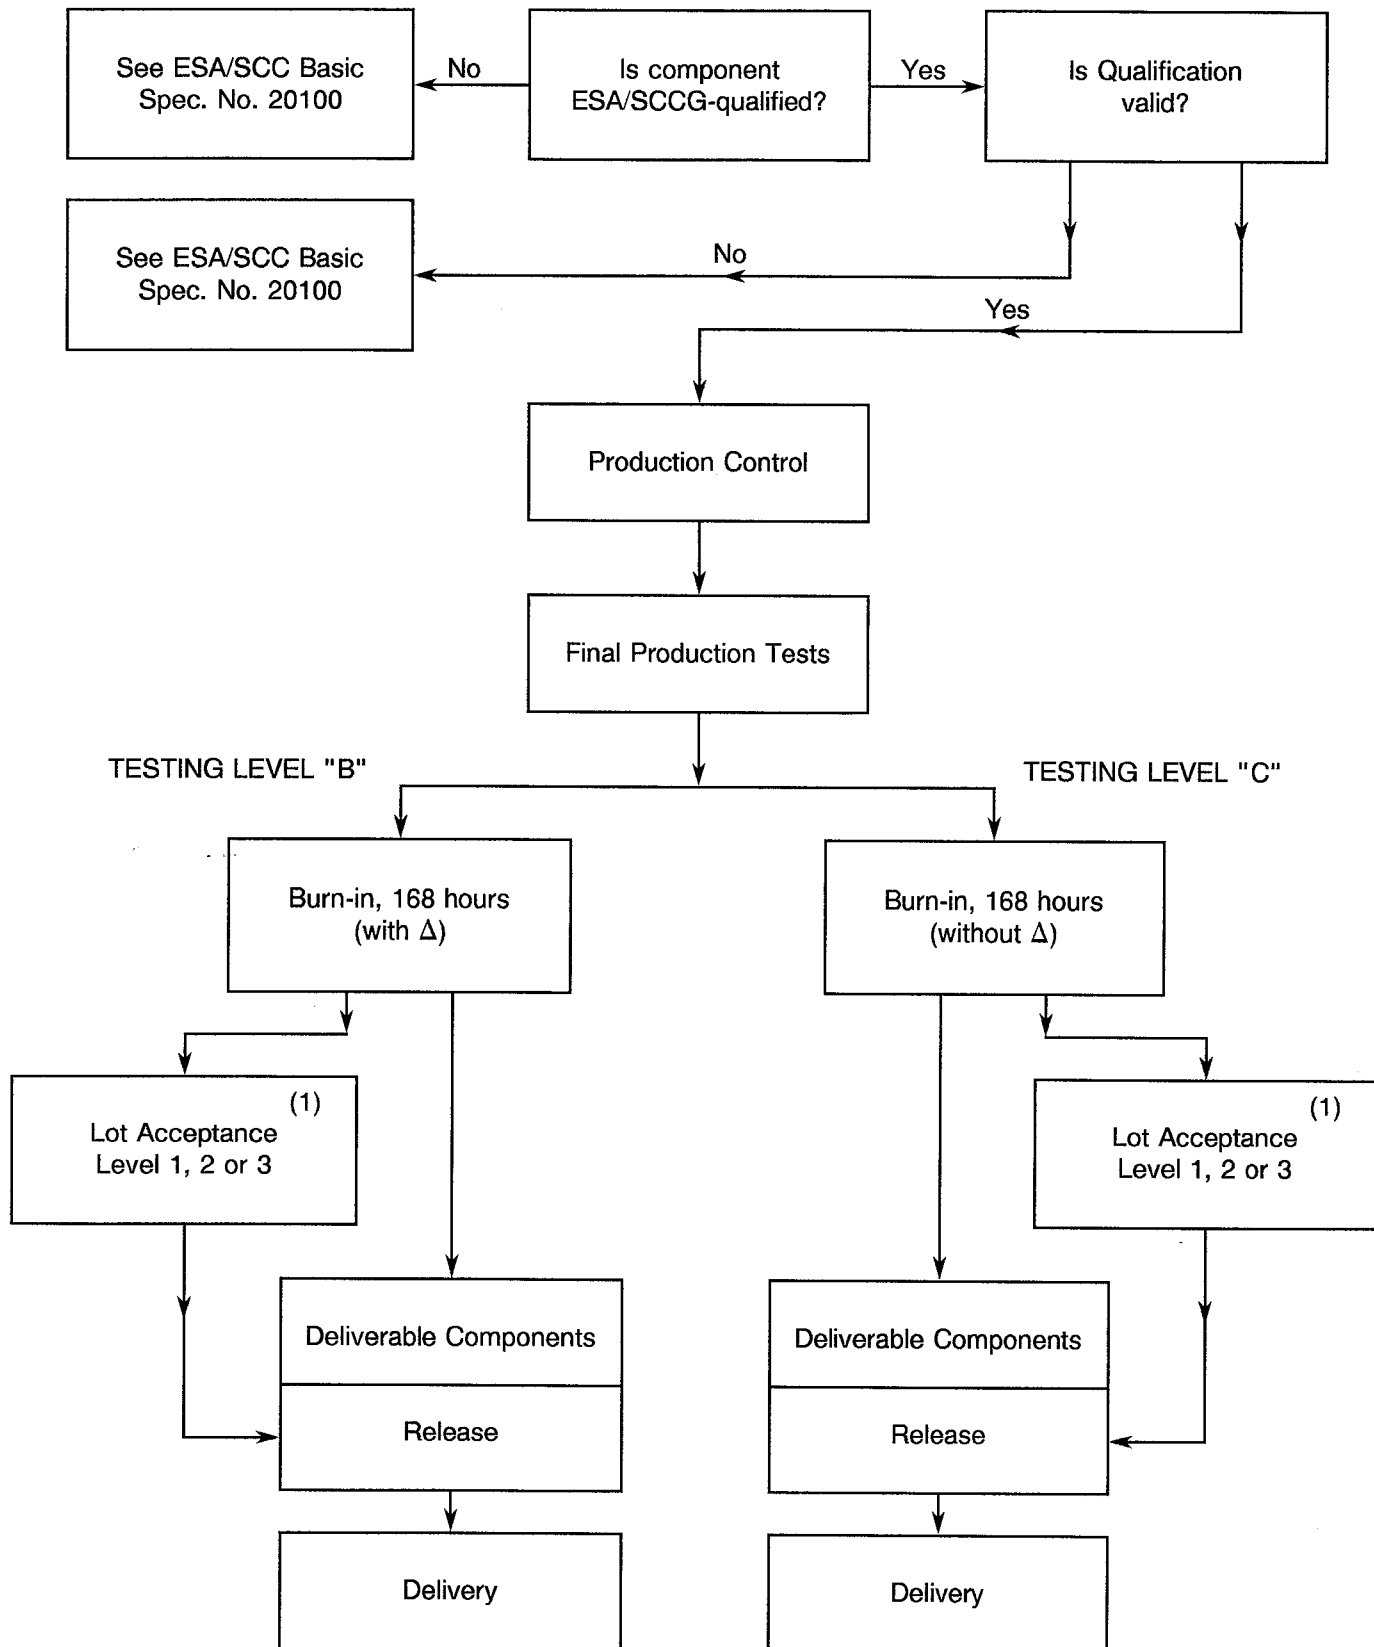 See ESA/SCC Basic
Spec. No. 20100
No
Is component
ESA/SCCG-qualified?
Yes
Is Qualification
valid?
See ESA/SCC Basic
Spec. No. 20100
No
Yes
Production Control
Final Production Tests
TESTING LEVEL "B"
TESTING LEVEL "C"
Burn-in, 168 hours
(with Δ)
Burn-in, 168 hours
(without Δ)
(1)
Lot Acceptance
Level 1, 2 or 3
(1)
Lot Acceptance
Level 1, 2 or 3
Deliverable Components
Deliverable Components
Release
Release
Delivery
Delivery